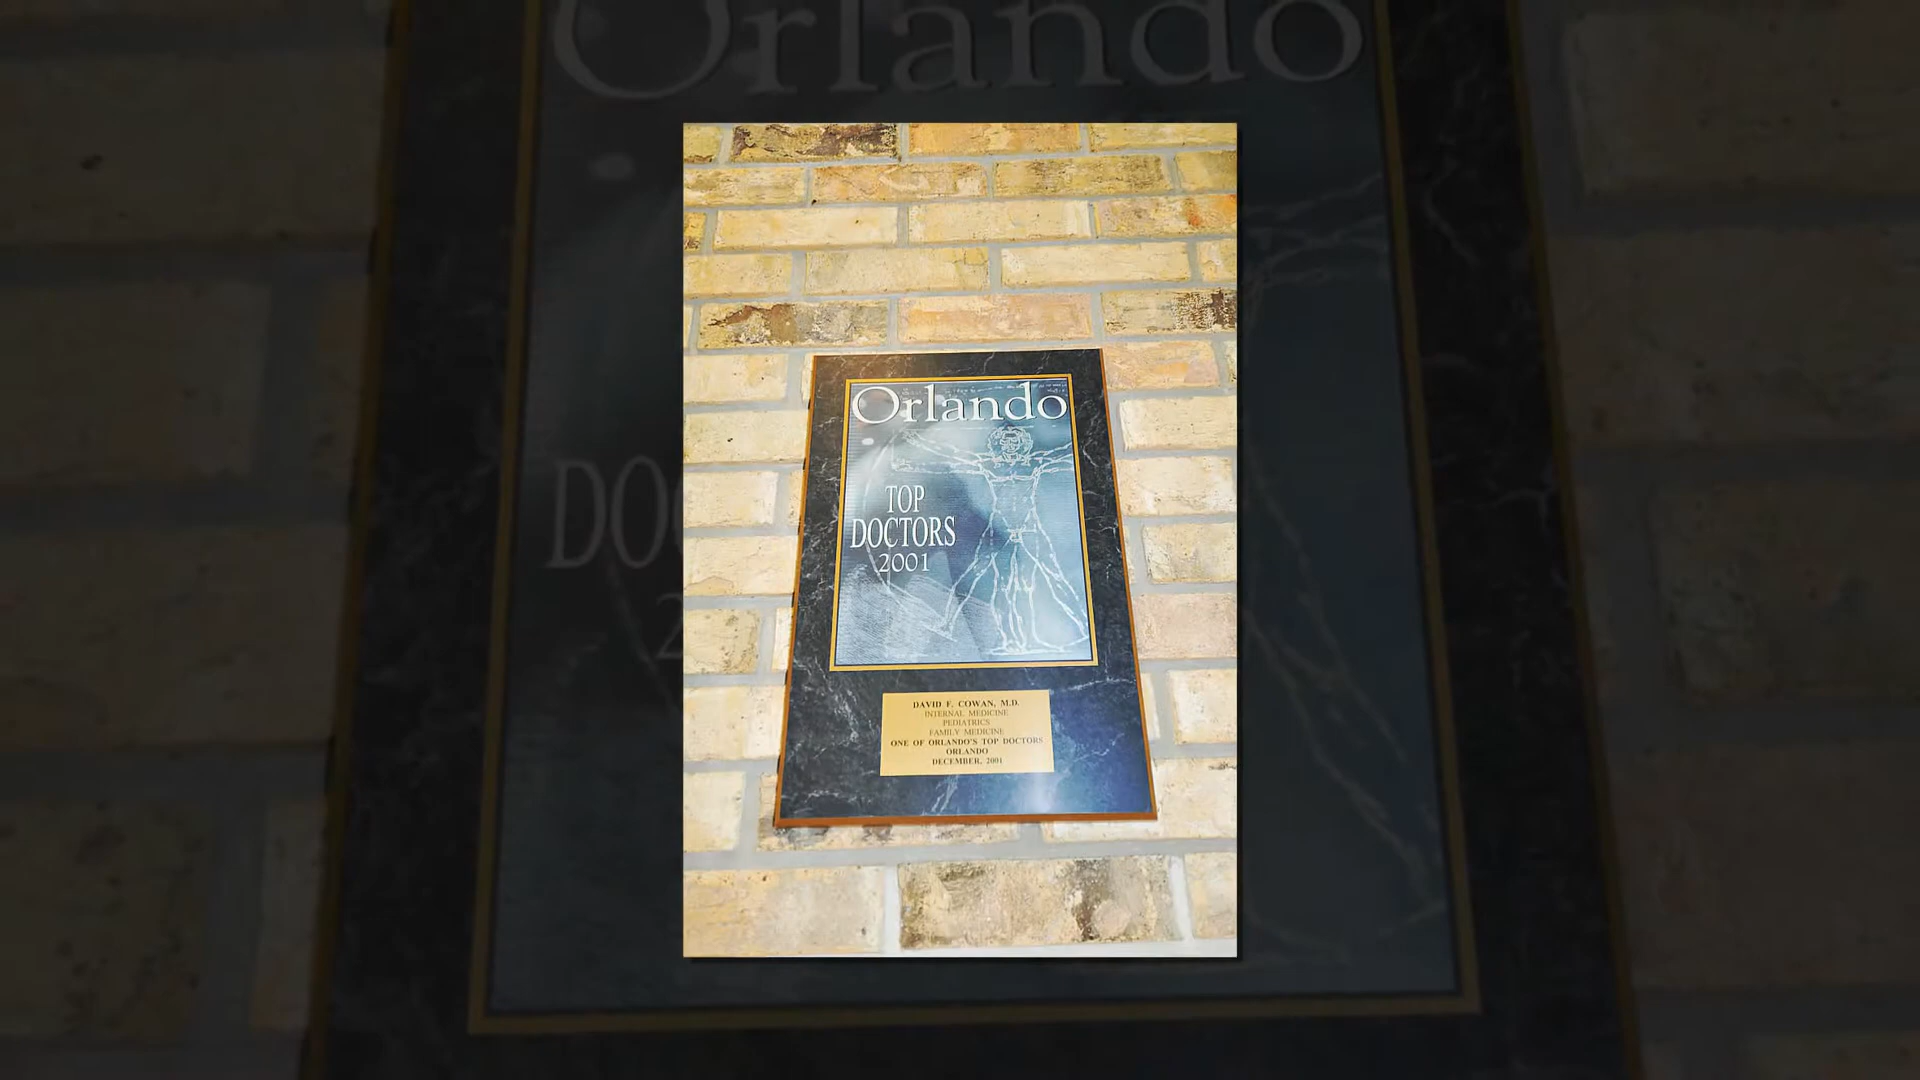 Orlando
TOP
DOCTORS
2001
DAVID F. COWAN, M.D.
INTERNAL MEDICINE
PEDIATRICS
FAMILY MEDICINE
ONE OF ORLANDO'S TOP DOCTORS
ORLANDO
DECEMBER, 2001